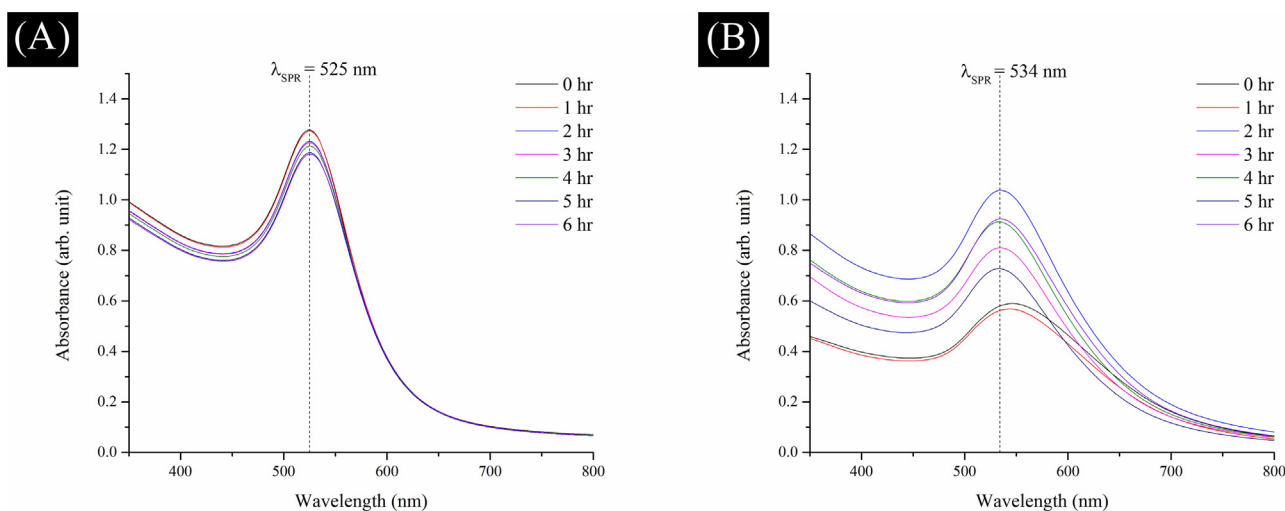 (A)
λSPR = 525 nm
0 hr
1 hr
2 hr
3 hr
4 hr
5 hr
6 hr
1.4
1.2
1.0
0.8
0.6
0.4
0.2
0.0
Absorbance (arb. unit)
400 500 600 700 800
Wavelength (nm)
(B)
λSPR = 534 nm
0 hr
1 hr
2 hr
3 hr
4 hr
5 hr
6 hr
1.4
1.2
1.0
0.8
0.6
0.4
0.2
0.0
Absorbance (arb. unit)
400 500 600 700 800
Wavelength (nm)